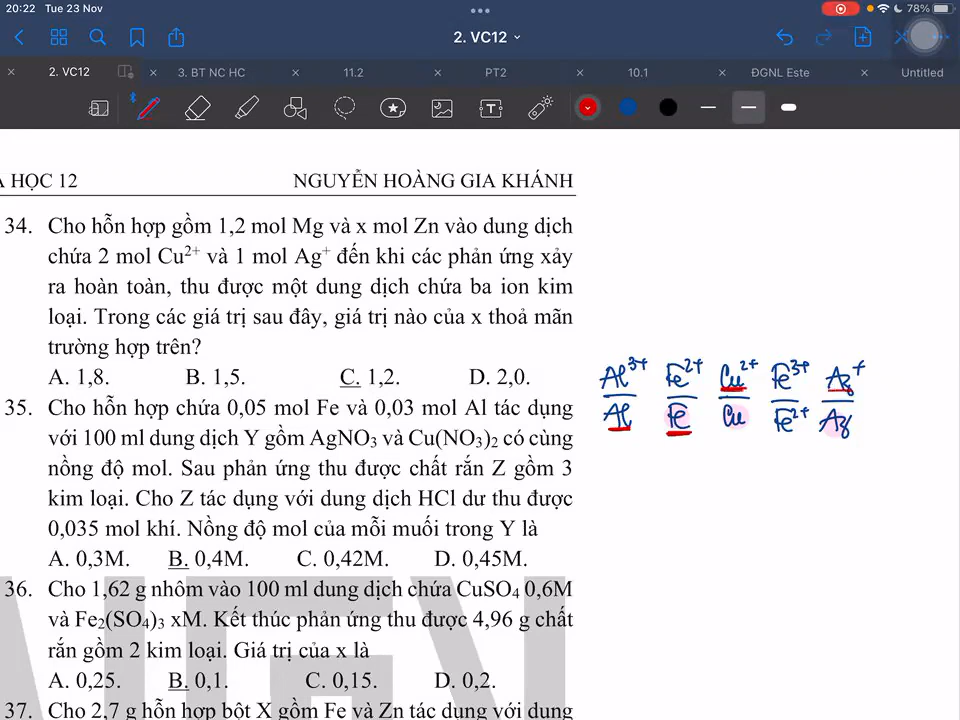 20:22 Tue 23 Nov
78%
2. VC12
2. VC12
3. BT NC HC
11.2
PT2
10.1
ĐGNL Este
Untitled
A HỌC 12 NGUYỄN HOÀNG GIA KHÁNH
34. Cho hỗn hợp gồm 1,2 mol Mg và x mol Zn vào dung dịch
chứa 2 mol Cu²⁺ và 1 mol Ag⁺ đến khi các phản ứng xảy
ra hoàn toàn, thu được một dung dịch chứa ba ion kim
loại. Trong các giá trị sau đây, giá trị nào của x thoả mãn
trường hợp trên?
A. 1,8. B. 1,5. C. 1,2. D. 2,0.
35. Cho hỗn hợp chứa 0,05 mol Fe và 0,03 mol Al tác dụng
với 100 ml dung dịch Y gồm AgNO₃ và Cu(NO₃)₂ có cùng
nồng độ mol. Sau phản ứng thu được chất rắn Z gồm 3
kim loại. Cho Z tác dụng với dung dịch HCl dư thu được
0,035 mol khí. Nồng độ mol của mỗi muối trong Y là
A. 0,3M. B. 0,4M. C. 0,42M. D. 0,45M.
36. Cho 1,62 g nhôm vào 100 ml dung dịch chứa CuSO₄ 0,6M
và Fe₂(SO₄)₃ xM. Kết thúc phản ứng thu được 4,96 g chất
rắn gồm 2 kim loại. Giá trị của x là
A. 0,25. B. 0,1. C. 0,15. D. 0,2.
37. Cho 2,7 g hỗn hợp bột X gồm Fe và Zn tác dụng với dung
Al³⁺ Fe²⁺ Cu²⁺ Fe³⁺ Ag⁺
Al Fe Cu Fe²⁺ Ag